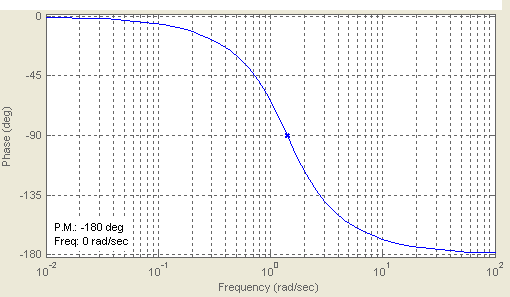 0
-45
-90
-135
-180
Phase (deg)
P.M.: -180 deg
Freq: 0 rad/sec
10^-2
10^-1
10^0
10^1
10^2
Frequency (rad/sec)